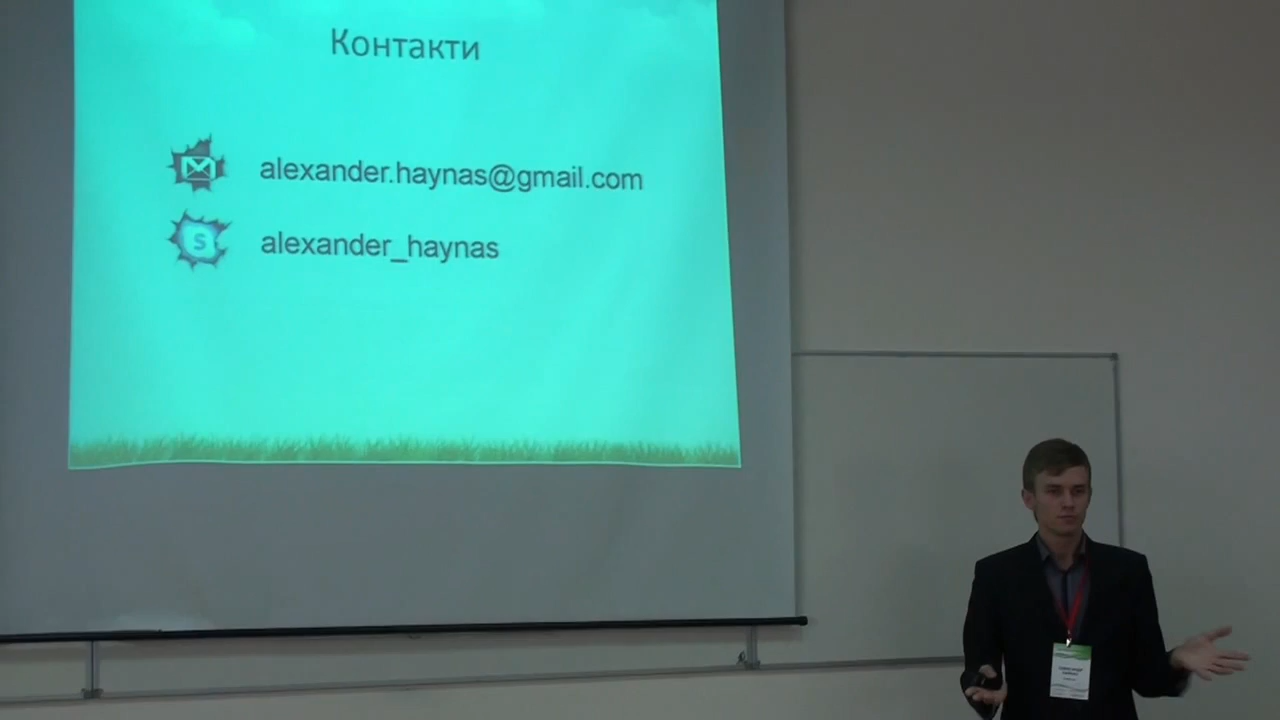 Контакти
alexander.haynas@gmail.com
S
alexander_haynas